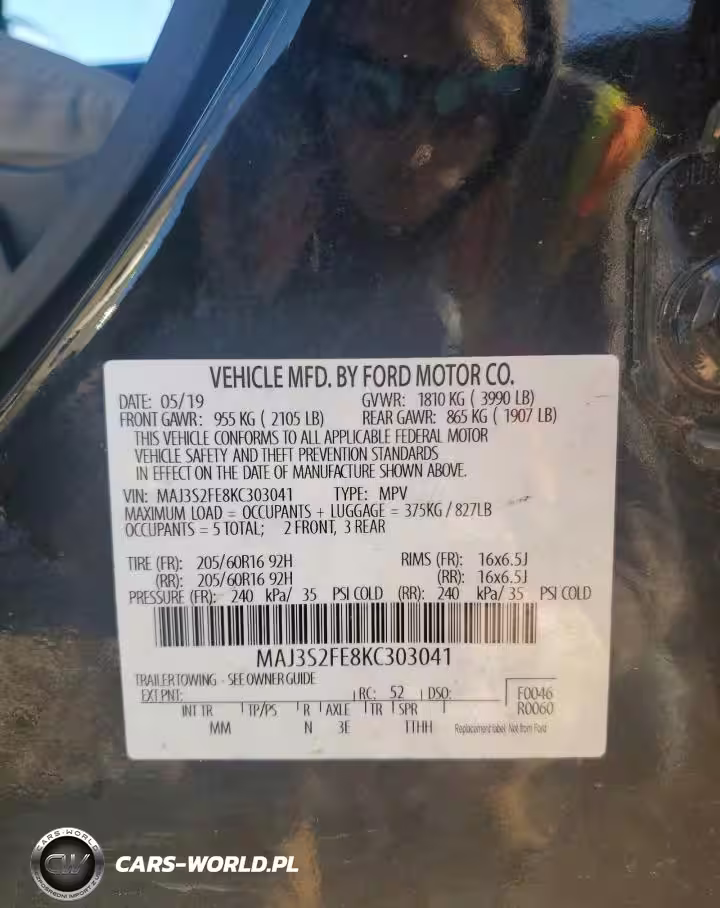 VEHICLE MFD. BY FORD MOTOR CO.
DATE: 05/19 GVWR: 1810 KG ( 3990 LB)
FRONT GAWR: 955 KG ( 2105 LB) REAR GAWR: 865 KG ( 1907 LB)
THIS VEHICLE CONFORMS TO ALL APPLICABLE FEDERAL MOTOR
VEHICLE SAFETY AND THEFT PREVENTION STANDARDS
IN EFFECT ON THE DATE OF MANUFACTURE SHOWN ABOVE.
VIN: MAJ3S2FE8KC303041 TYPE: MPV
MAXIMUM LOAD = OCCUPANTS + LUGGAGE = 375KG / 827LB
OCCUPANTS = 5 TOTAL; 2 FRONT, 3 REAR
TIRE (FR): 205/60R16 92H RIMS (FR): 16x6.5J
(RR): 205/60R16 92H (RR): 16x6.5J
PRESSURE (FR): 240 kPa/ 35 PSI COLD (RR): 240 kPa/ 35 PSI COLD
MAJ3S2FE8KC303041
TRAILER TOWING - SEE OWNER GUIDE
EXT PNT: RC: 52 DSO: F0046
INT TR TP/PS R AXLE TR SPR R0060
MM N 3E 1THH Replacement label, Not from Ford
CARS-WORLD
CW
CARS-WORLD.PL